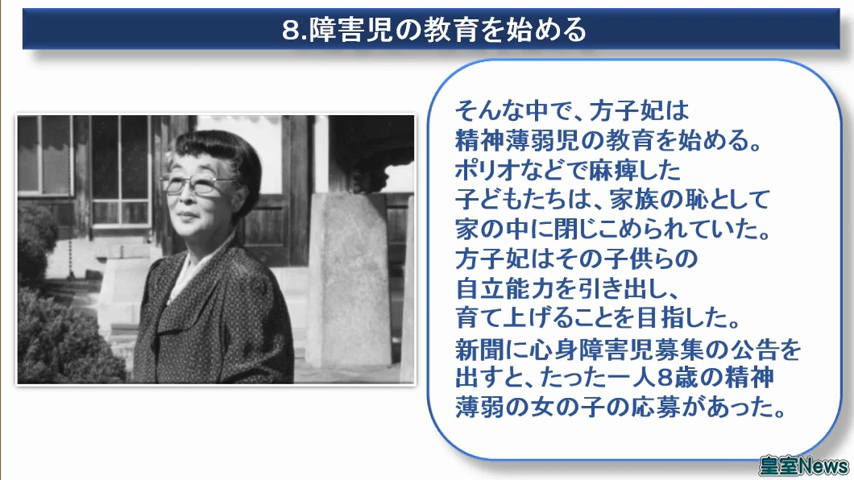 8.障害児の教育を始める
そんな中で、方子妃は
精神薄弱児の教育を始める。
ポリオなどで麻痺した
子どもたちは、家族の恥として
家の中に閉じこめられていた。
方子妃はその子供らの
自立能力を引き出し、
育て上げることを目指した。
新聞に心身障害児募集の公告を
出すと、たった一人8歳の精神
薄弱の女の子の応募があった。
皇室News